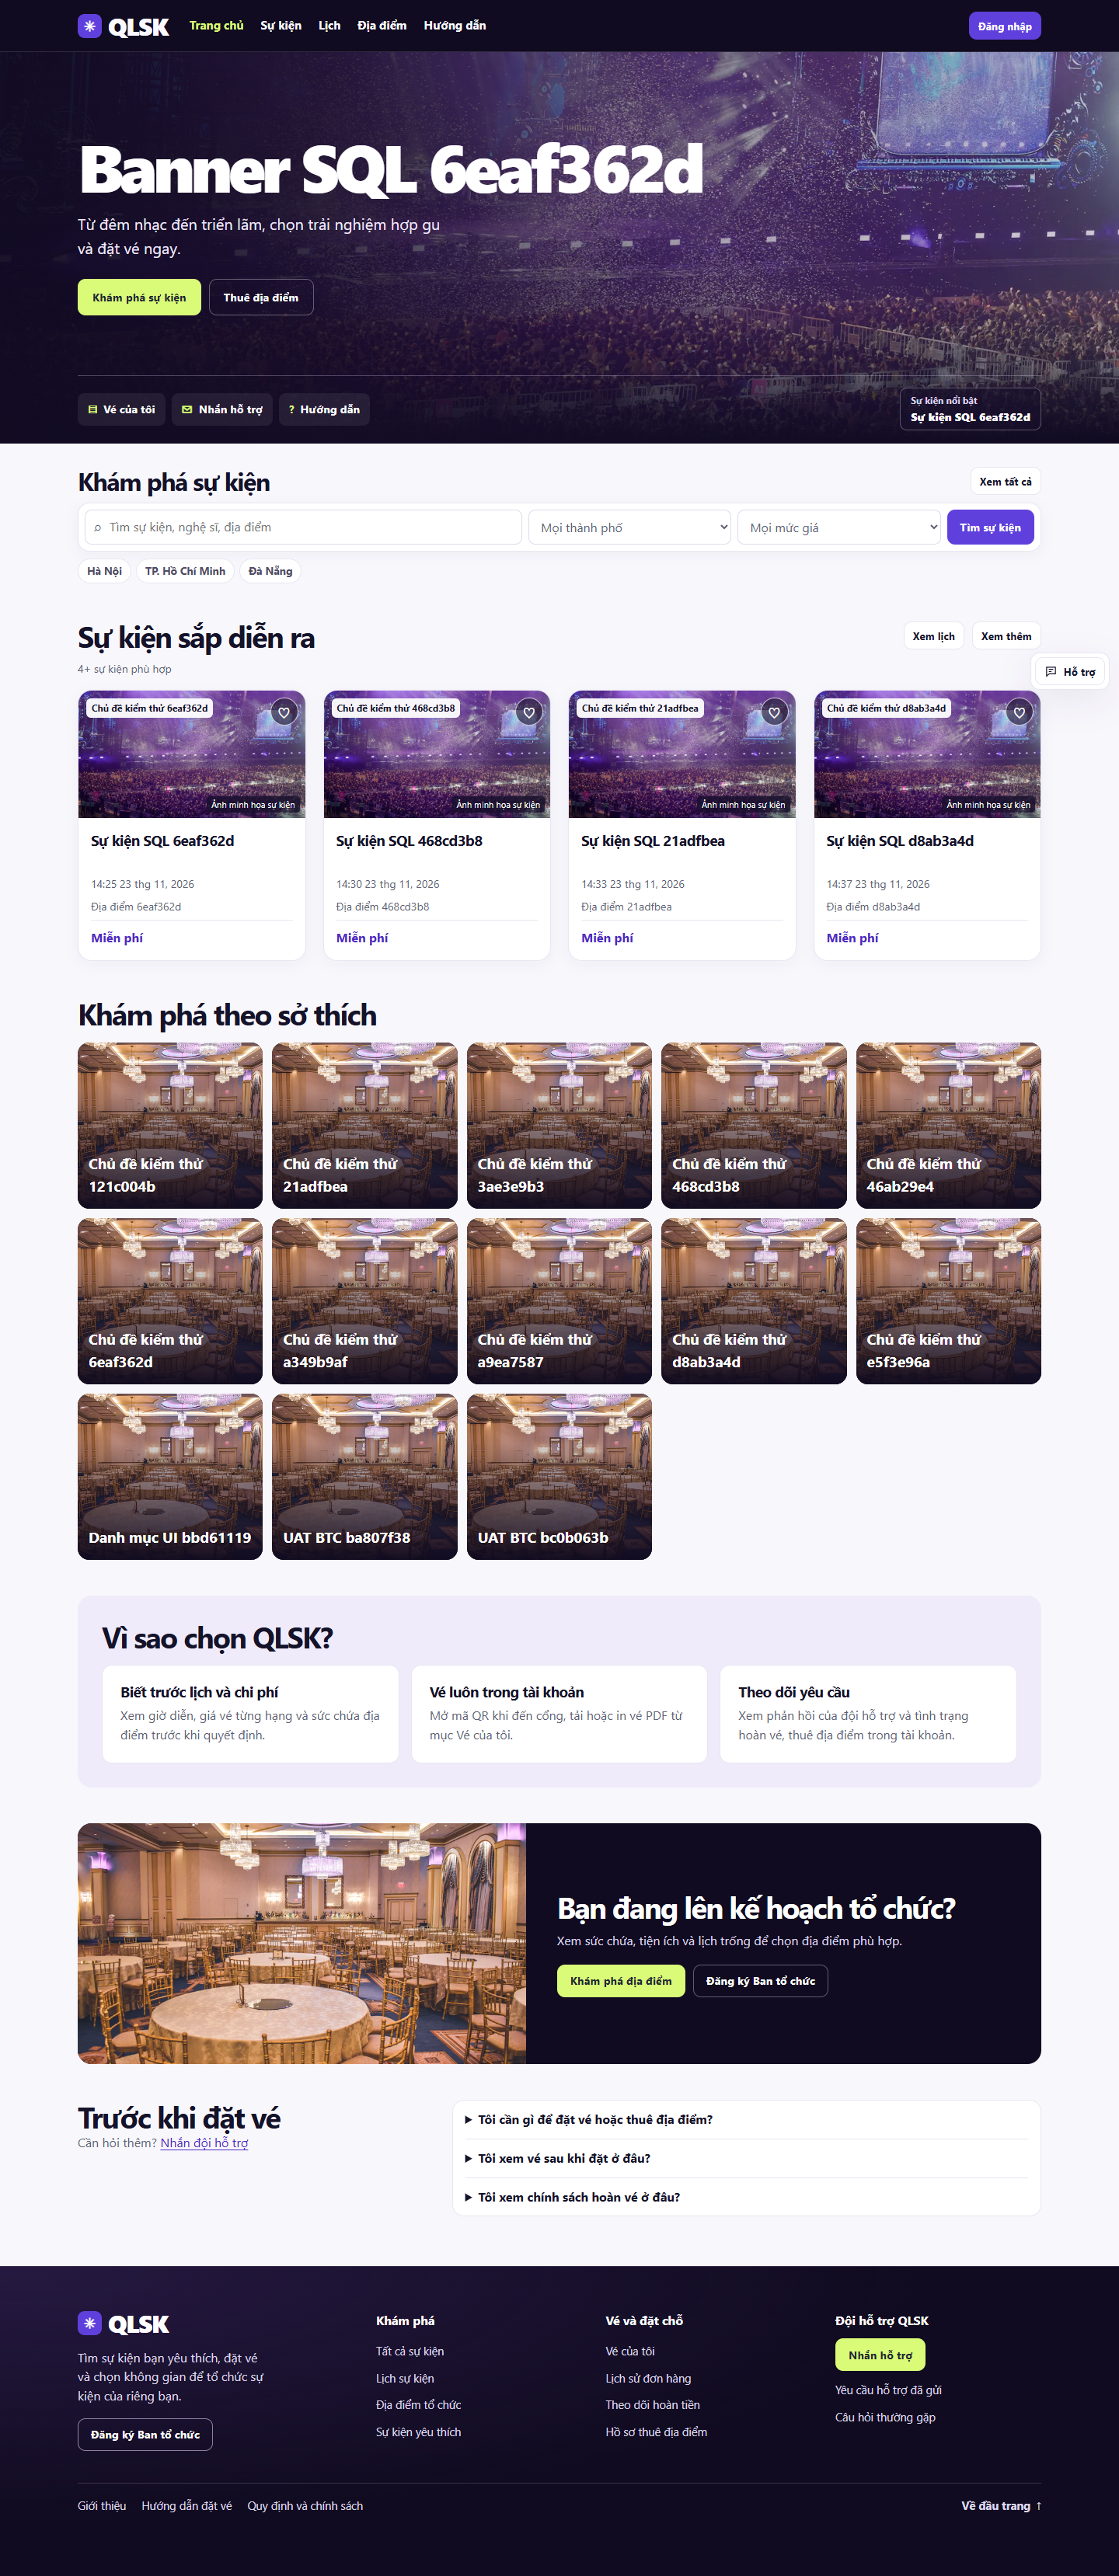 QLSK
Trang chủ
Sự kiện
Lịch
Địa điểm
Hướng dẫn
Đăng nhập
Banner SQL 6eaf362d
Từ đêm nhạc đến triển lãm, chọn trải nghiệm hợp gu
và đặt vé ngay.
Khám phá sự kiện
Thuê địa điểm
Vé của tôi
Nhắn hỗ trợ
? Hướng dẫn
Sự kiện nổi bật
Sự kiện SQL 6eaf362d
Khám phá sự kiện
Xem tất cả
Tìm sự kiện, nghệ sĩ, địa điểm
Mọi thành phố
Mọi mức giá
Tìm sự kiện
Hà Nội
TP. Hồ Chí Minh
Đà Nẵng
Sự kiện sắp diễn ra
Xem lịch
Xem thêm
4+ sự kiện phù hợp
Hỗ trợ
Chủ đề kiểm thử 6eaf362d
Ảnh minh họa sự kiện
Sự kiện SQL 6eaf362d
14:25 23 thg 11, 2026
Địa điểm 6eaf362d
Miễn phí
Chủ đề kiểm thử 468cd3b8
Ảnh minh họa sự kiện
Sự kiện SQL 468cd3b8
14:30 23 thg 11, 2026
Địa điểm 468cd3b8
Miễn phí
Chủ đề kiểm thử 21adfbea
Ảnh minh họa sự kiện
Sự kiện SQL 21adfbea
14:33 23 thg 11, 2026
Địa điểm 21adfbea
Miễn phí
Chủ đề kiểm thử d8ab3a4d
Ảnh minh họa sự kiện
Sự kiện SQL d8ab3a4d
14:37 23 thg 11, 2026
Địa điểm d8ab3a4d
Miễn phí
Khám phá theo sở thích
Chủ đề kiểm thử
121c004b
Chủ đề kiểm thử
21adfbea
Chủ đề kiểm thử
3ae3e9b3
Chủ đề kiểm thử
468cd3b8
Chủ đề kiểm thử
46ab29e4
Chủ đề kiểm thử
6eaf362d
Chủ đề kiểm thử
a349b9af
Chủ đề kiểm thử
a9ea7587
Chủ đề kiểm thử
d8ab3a4d
Chủ đề kiểm thử
e5f3e96a
Danh mục UI bbd61119
UAT BTC ba807f38
UAT BTC bc0b063b
Vì sao chọn QLSK?
Biết trước lịch và chi phí
Xem giờ diễn, giá vé từng hạng và sức chứa địa
điểm trước khi quyết định.
Vé luôn trong tài khoản
Mở mã QR khi đến cổng, tải hoặc in vé PDF từ
mục Vé của tôi.
Theo dõi yêu cầu
Xem phản hồi của đội hỗ trợ và tình trạng
hoàn vé, thuê địa điểm trong tài khoản.
Bạn đang lên kế hoạch tổ chức?
Xem sức chứa, tiện ích và lịch trống để chọn địa điểm phù hợp.
Khám phá địa điểm
Đăng ký Ban tổ chức
Trước khi đặt vé
Cần hỏi thêm? Nhắn đội hỗ trợ
Tôi cần gì để đặt vé hoặc thuê địa điểm?
Tôi xem vé sau khi đặt ở đâu?
Tôi xem chính sách hoàn vé ở đâu?
QLSK
Tìm sự kiện bạn yêu thích, đặt vé
và chọn không gian để tổ chức sự
kiện của riêng bạn.
Đăng ký Ban tổ chức
Khám phá
Tất cả sự kiện
Lịch sự kiện
Địa điểm tổ chức
Sự kiện yêu thích
Vé và đặt chỗ
Vé của tôi
Lịch sử đơn hàng
Theo dõi hoàn tiền
Hồ sơ thuê địa điểm
Đội hỗ trợ QLSK
Nhắn hỗ trợ
Yêu cầu hỗ trợ đã gửi
Câu hỏi thường gặp
Giới thiệu
Hướng dẫn đặt vé
Quy định và chính sách
Về đầu trang ↑